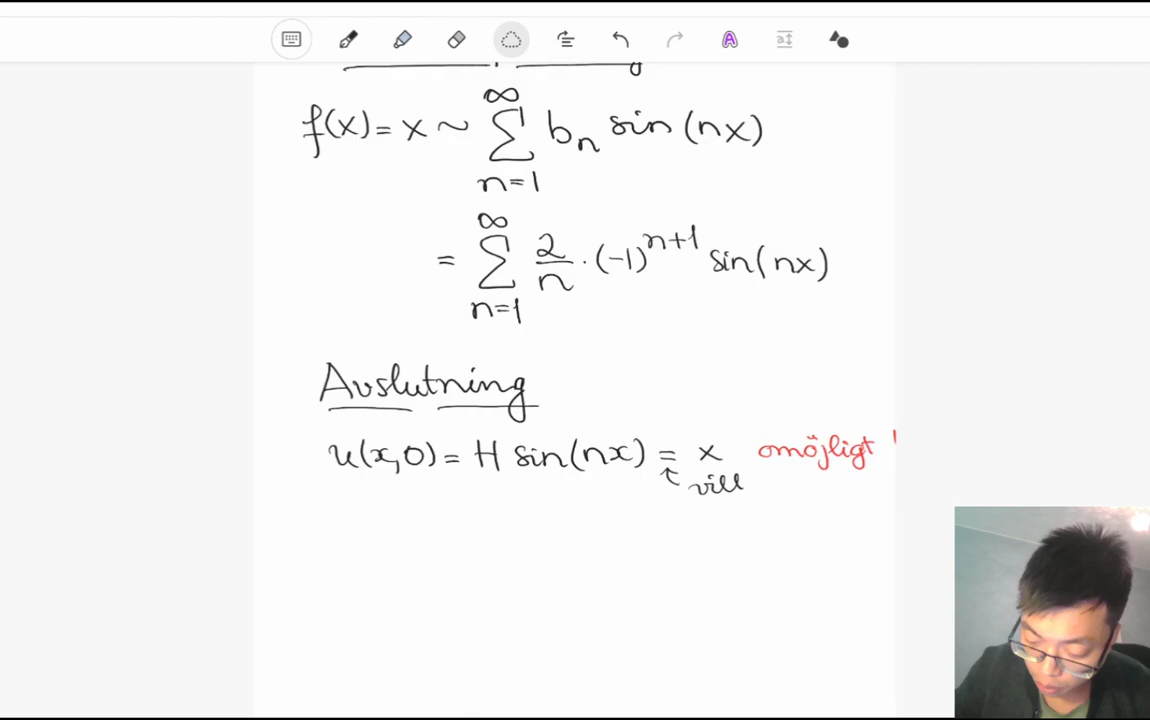 f(x) = x ~ ∑_{n=1}^{∞} b_n sin(nx)
= ∑_{n=1}^{∞} 2/n · (-1)^{n+1} sin(nx)
Avslutning
u(x,0) = H sin(nx) = x omöjligt !
↑ vill